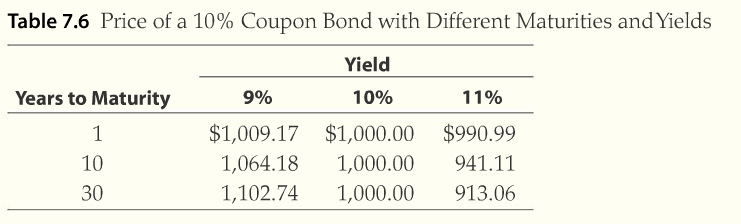 Table 7.6 Price of a 10% Coupon Bond with Different Maturities and Yields
Yield
Years to Maturity 9% 10% 11%
1 $1,009.17 $1,000.00 $990.99
10 1,064.18 1,000.00 941.11
30 1,102.74 1,000.00 913.06